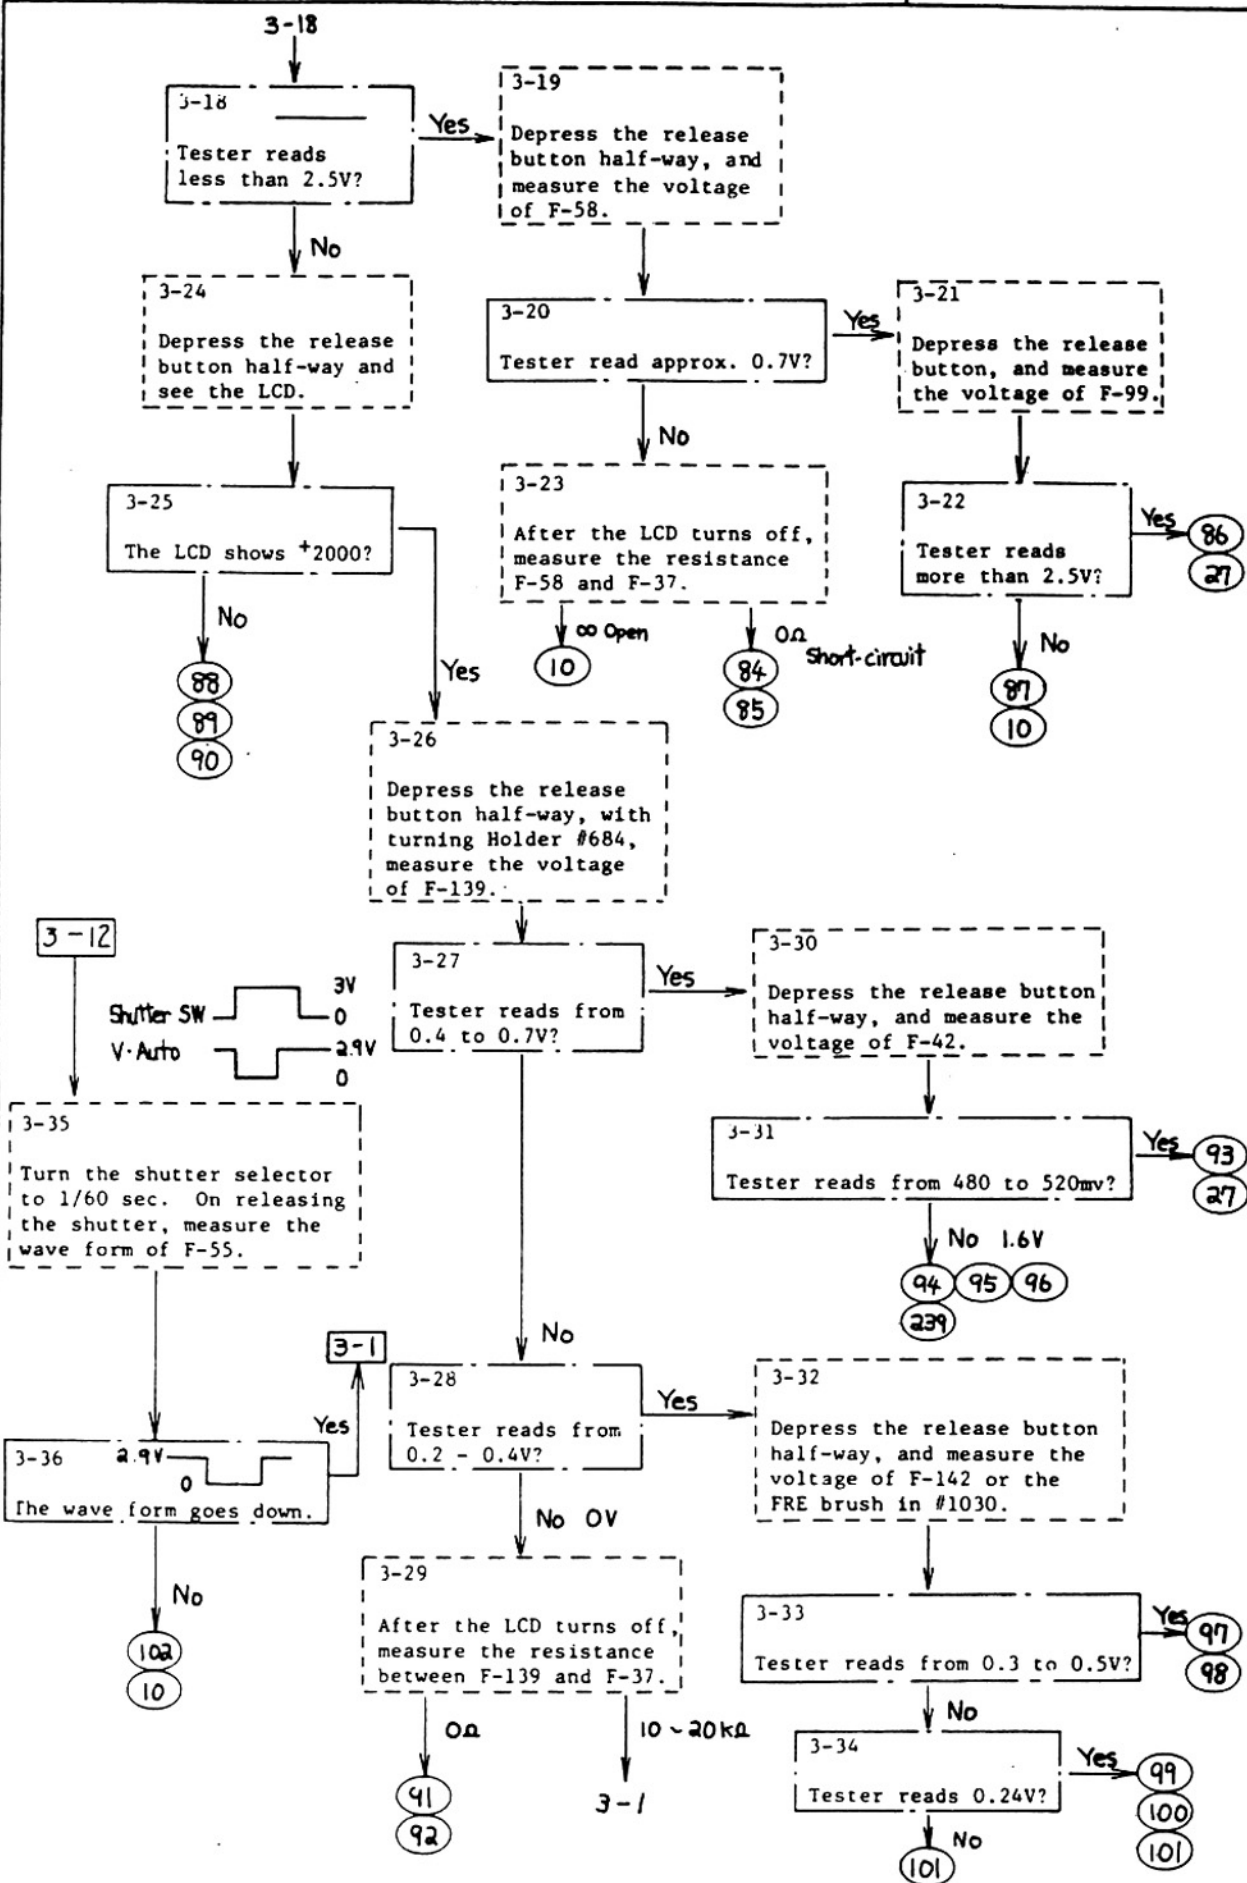 3-18
3-18
Tester reads
less than 2.5V?
Yes
No
3-19
Depress the release
button half-way, and
measure the voltage
of F-58.
3-24
Depress the release
button half-way and
see the LCD.
3-20
Tester read approx. 0.7V?
Yes
No
3-21
Depress the release
button, and measure
the voltage of F-99.
3-25
The LCD shows +2000?
No
Yes
88
89
90
3-23
After the LCD turns off,
measure the resistance
F-58 and F-37.
∞ Open
10
0Ω
Short-circuit
84
85
3-22
Tester reads
more than 2.5V?
Yes
86
27
No
87
10
3-26
Depress the release
button half-way, with
turning Holder #684,
measure the voltage
of F-139.
3-12
Shutter SW
3V
0
V·Auto
2.9V
0
3-35
Turn the shutter selector
to 1/60 sec. On releasing
the shutter, measure the
wave form of F-55.
3-27
Tester reads from
0.4 to 0.7V?
Yes
No
3-30
Depress the release button
half-way, and measure the
voltage of F-42.
3-31
Tester reads from 480 to 520mv?
Yes
93
27
No 1.6V
94 95 96
239
3-1
3-36
2.9V
0
The wave form goes down.
Yes
No
102
10
3-28
Tester reads from
0.2 - 0.4V?
Yes
No 0V
3-32
Depress the release button
half-way, and measure the
voltage of F-142 or the
FRE brush in #1030.
3-29
After the LCD turns off,
measure the resistance
between F-139 and F-37.
0Ω
91
92
10~20kΩ
3-1
3-33
Tester reads from 0.3 to 0.5V?
Yes
97
98
No
3-34
Tester reads 0.24V?
Yes
99
100
101
No
101